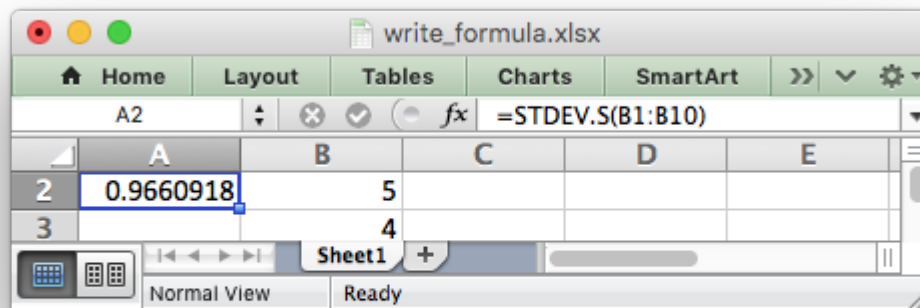 write_formula.xlsx
Home Layout Tables Charts SmartArt
A2 fx =STDEV.S(B1:B10)
A B C D E
2 0.9660918 5
3 4
Sheet1 +
Normal View Ready